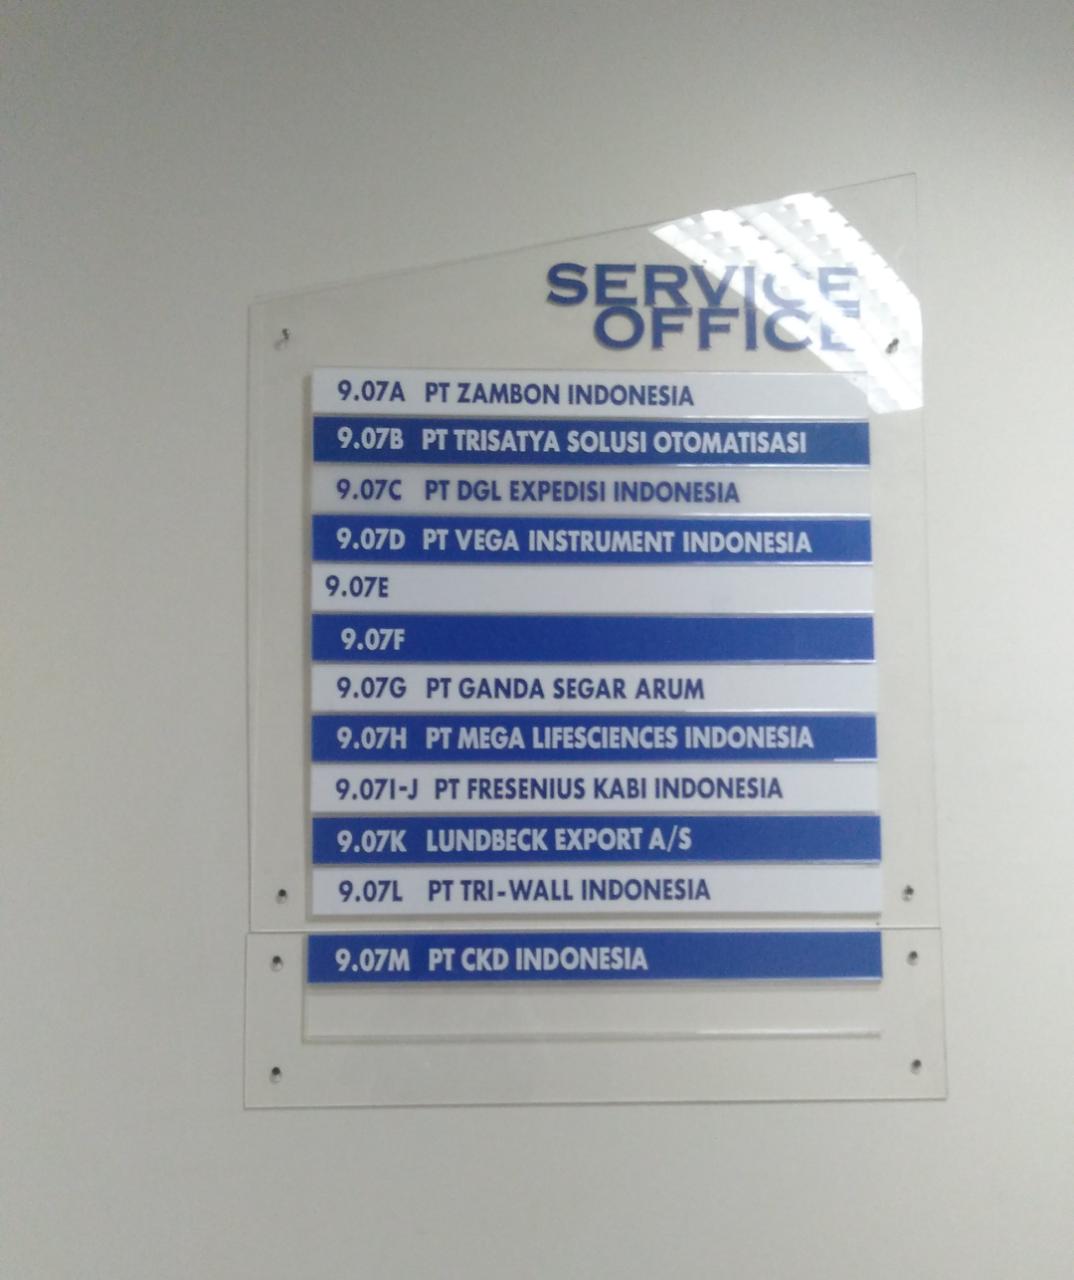 SERVICE
OFFICE
9.07A PT ZAMBON INDONESIA
9.07B PT TRISATYA SOLUSI OTOMATISASI
9.07C PT DGL EXPEDISI INDONESIA
9.07D PT VEGA INSTRUMENT INDONESIA
9.07E
9.07F
9.07G PT GANDA SEGAR ARUM
9.07H PT MEGA LIFESCIENCES INDONESIA
9.07I-J PT FRESENIUS KABI INDONESIA
9.07K LUNDBECK EXPORT A/S
9.07L PT TRI-WALL INDONESIA
9.07M PT CKD INDONESIA